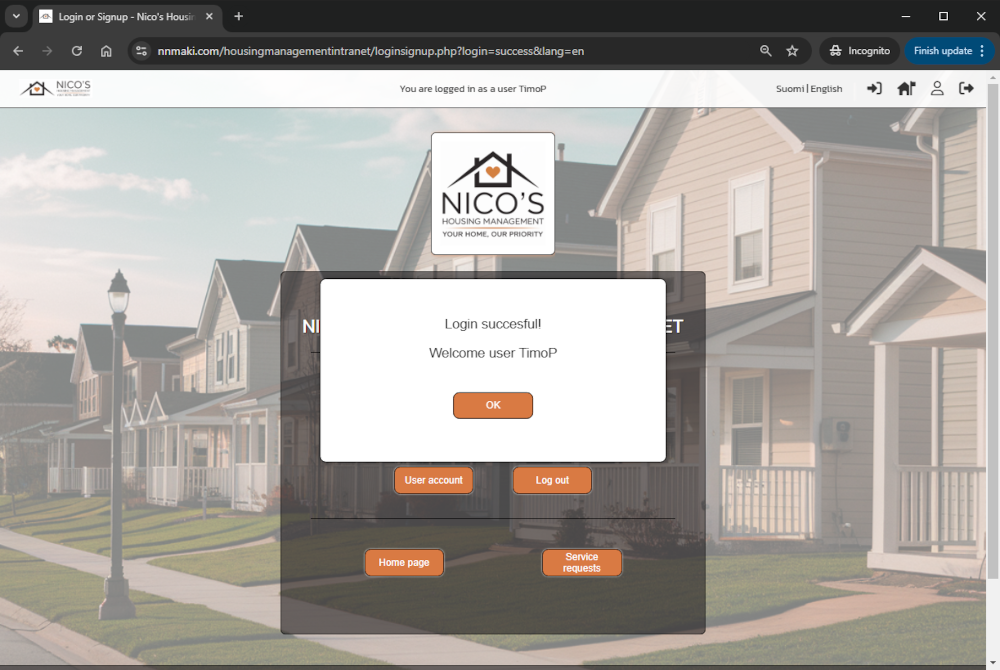 Login or Signup - Nico's Housin
nnmaki.com/housingmanagementintranet/loginsignup.php?login=success&lang=en
Incognito
Finish update
NICO'S
You are logged in as a user TimoP
Suomi | English
NICO'S
HOUSING MANAGEMENT
YOUR HOME, OUR PRIORITY
NI
ET
Login succesful!
Welcome user TimoP
OK
User account
Log out
Home page
Service
requests